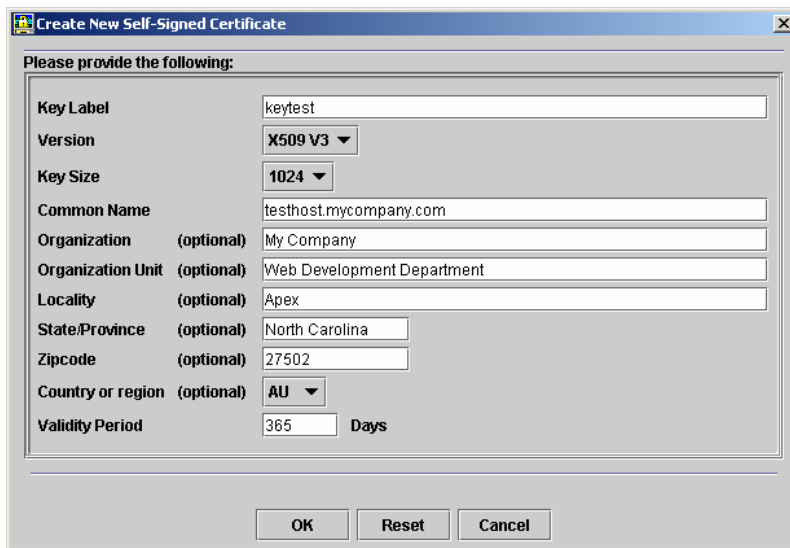 Create New Self-Signed Certificate
Please provide the following:
Key Label keytest
Version X509 V3
Key Size 1024
Common Name testhost.mycompany.com
Organization (optional) My Company
Organization Unit (optional) Web Development Department
Locality (optional) Apex
State/Province (optional) North Carolina
Zipcode (optional) 27502
Country or region (optional) AU
Validity Period 365 Days
OK Reset Cancel